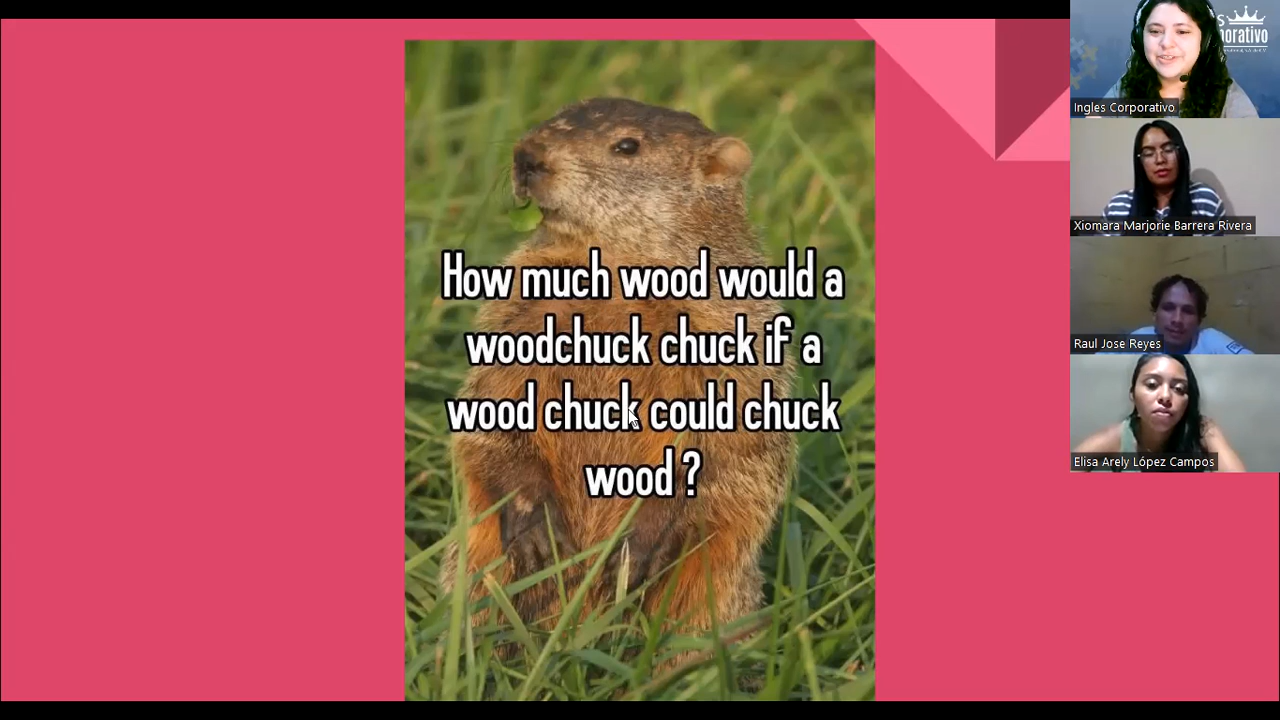 How much wood would a
woodchuck chuck if a
wood chuck could chuck
wood ?
Ingles Corporativo
Xiomara Marjorie Barrera Rivera
Raul Jose Reyes
Elisa Arely López Campos